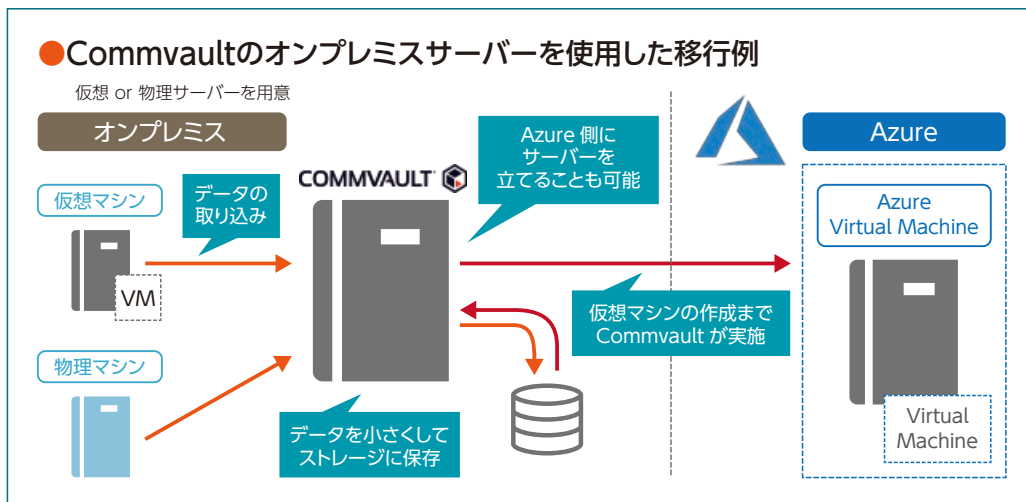 ●Commvaultのオンプレミスサーバーを使用した移行例
仮想 or 物理サーバーを用意
オンプレミス
Azure 側に
サーバーを
立てることも可能
Azure
COMMVAULT
仮想マシン
データの
取り込み
Azure
Virtual Machine
VM
仮想マシンの作成まで
Commvault が実施
物理マシン
データを小さくして
ストレージに保存
Virtual
Machine